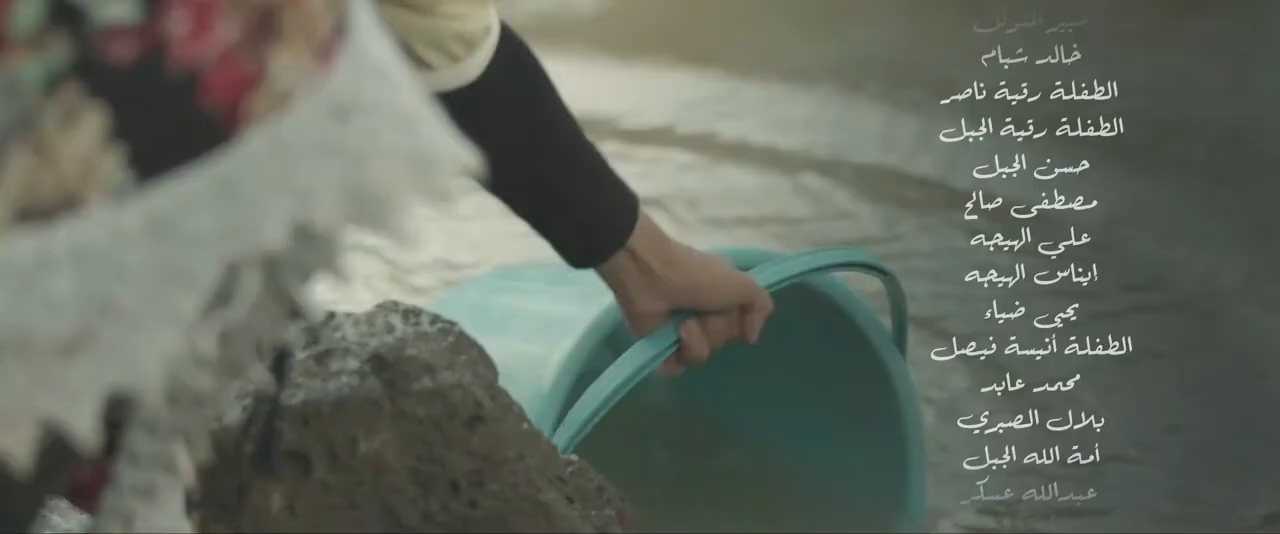 خالد شبام
الطفلة رقية ناصر
الطفلة رقية الجبل
حسن الجبل
مصطفى صالح
علي الهيجه
إيناس الهيجه
يحيى ضياء
الطفلة أنيسة فيصل
محمد عابد
بلال الصبري
أمة الله الجبل
عبدالله عسكر